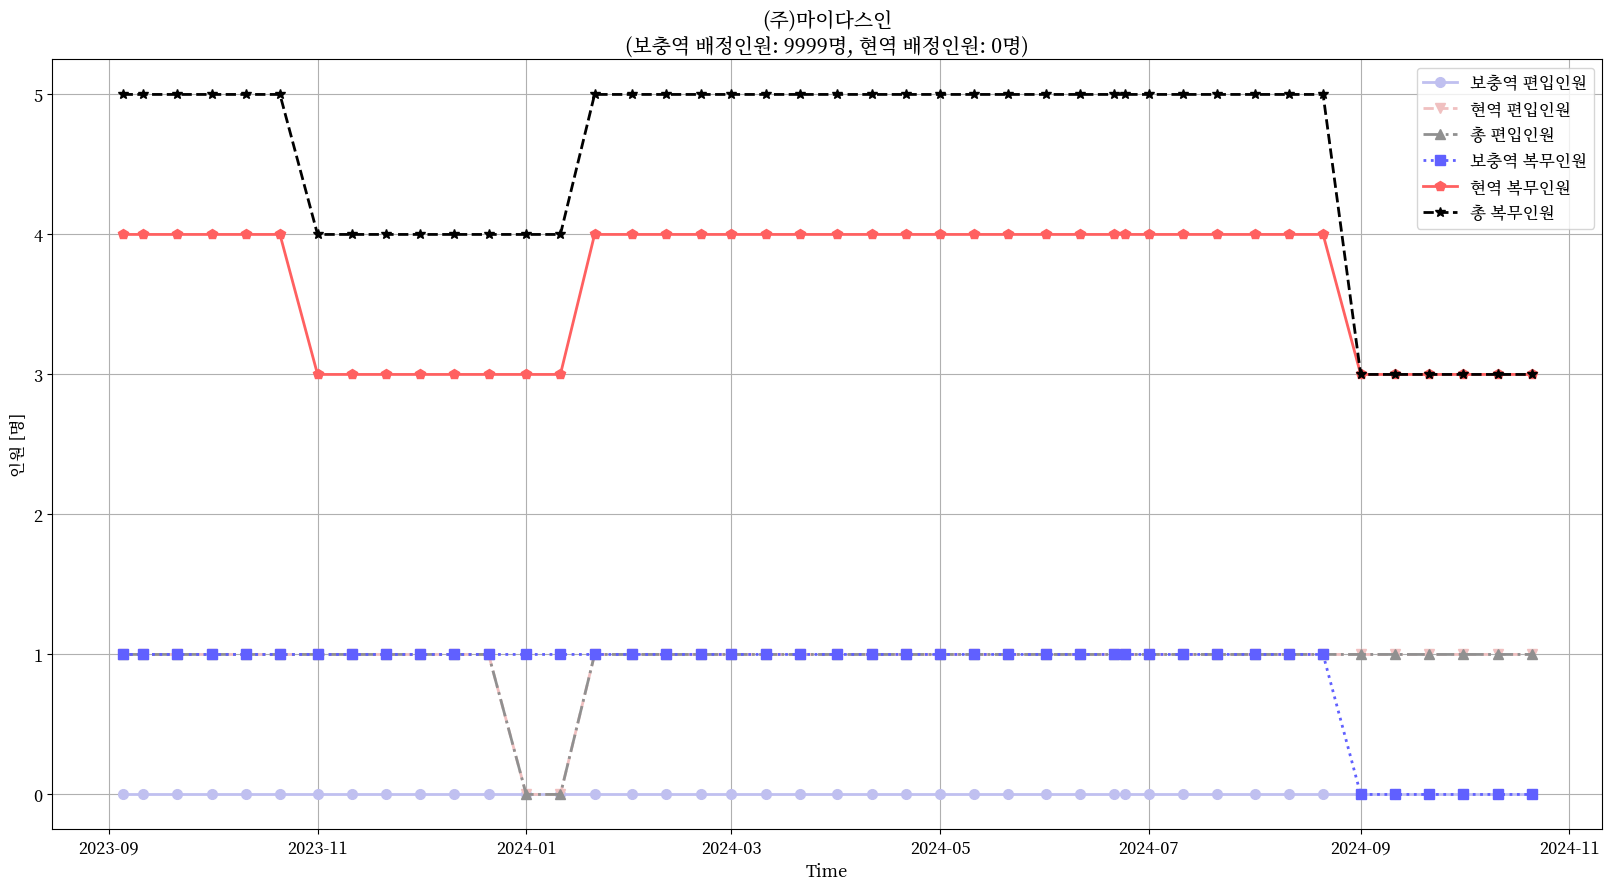 (주)마이다스인
(보충역 배정인원: 9999명, 현역 배정인원: 0명)
보충역 편입인원
현역 편입인원
총 편입인원
보충역 복무인원
현역 복무인원
총 복무인원
인원 [명]
5
4
3
2
1
0
2023-09
2023-11
2024-01
2024-03
2024-05
2024-07
2024-09
2024-11
Time